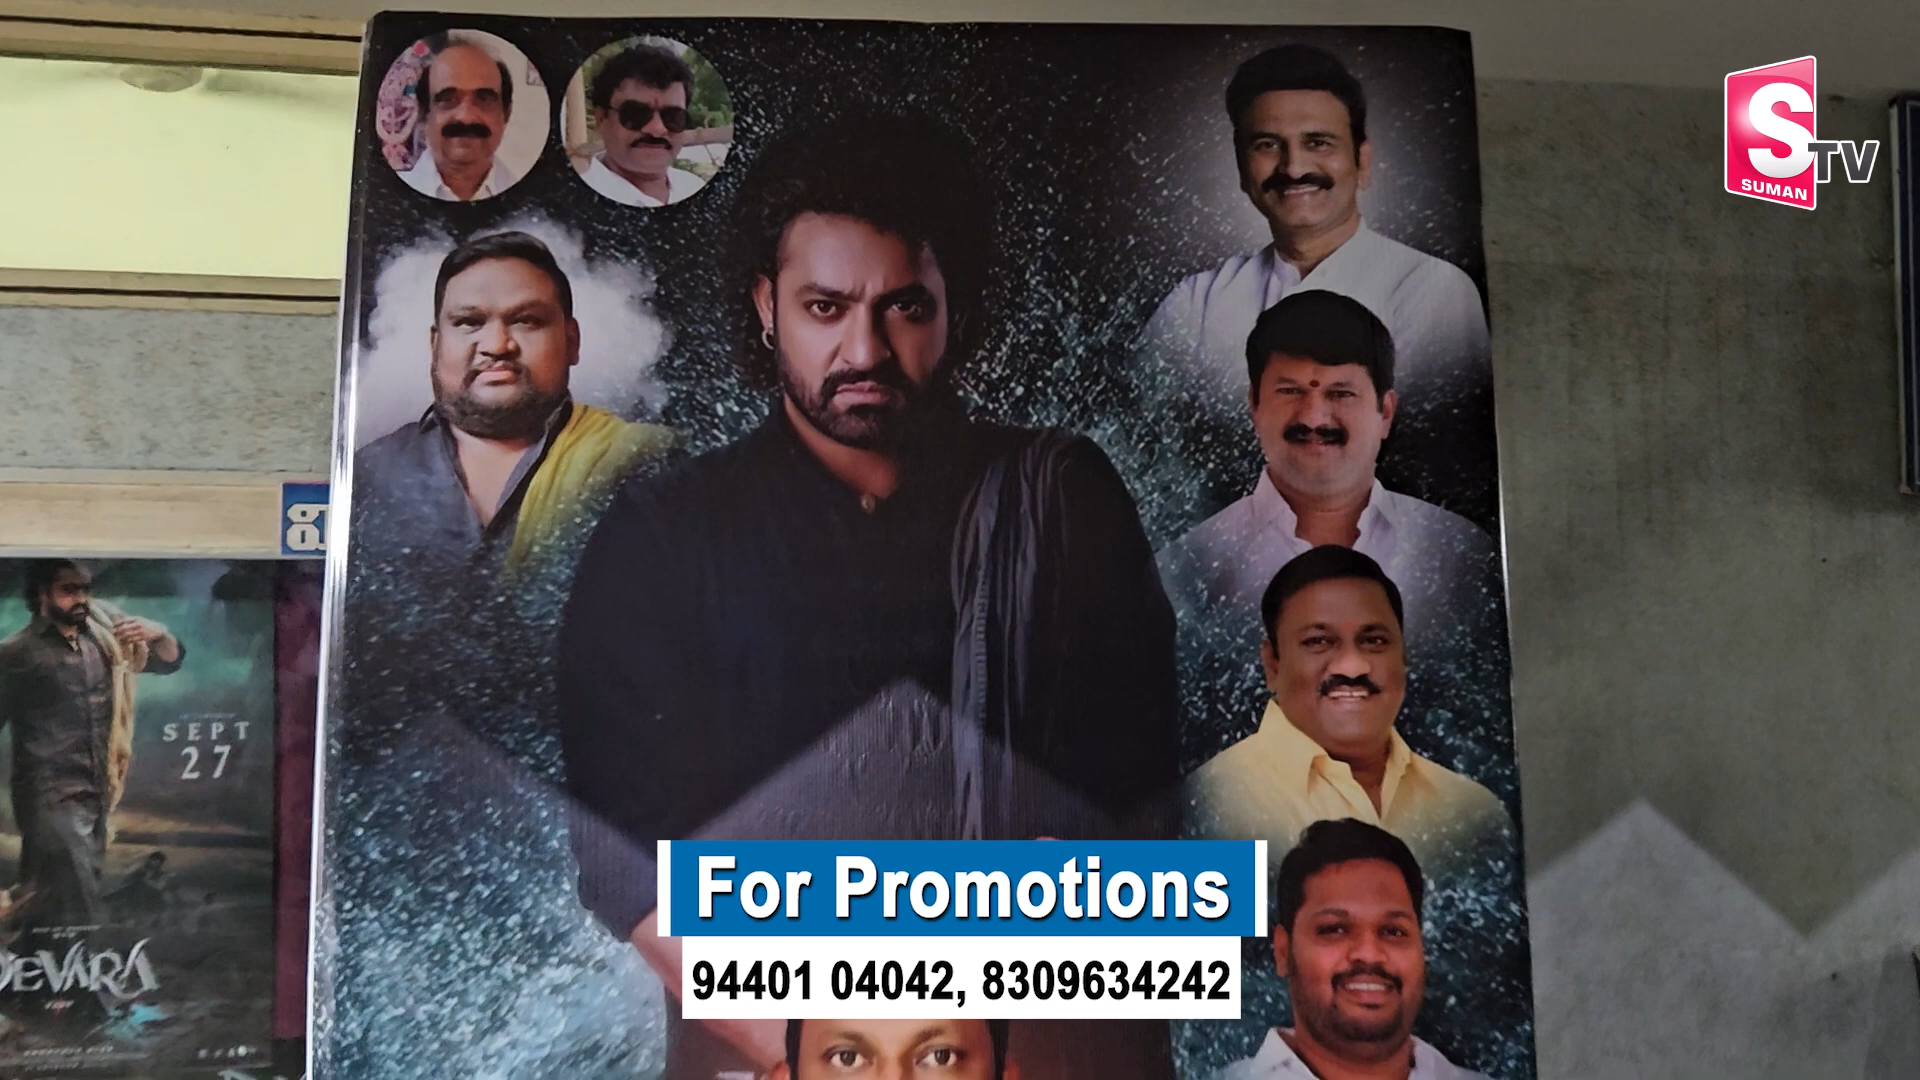 S
TV
SUMAN
SEPT
27
DEVARA
For Promotions
94401 04042, 8309634242